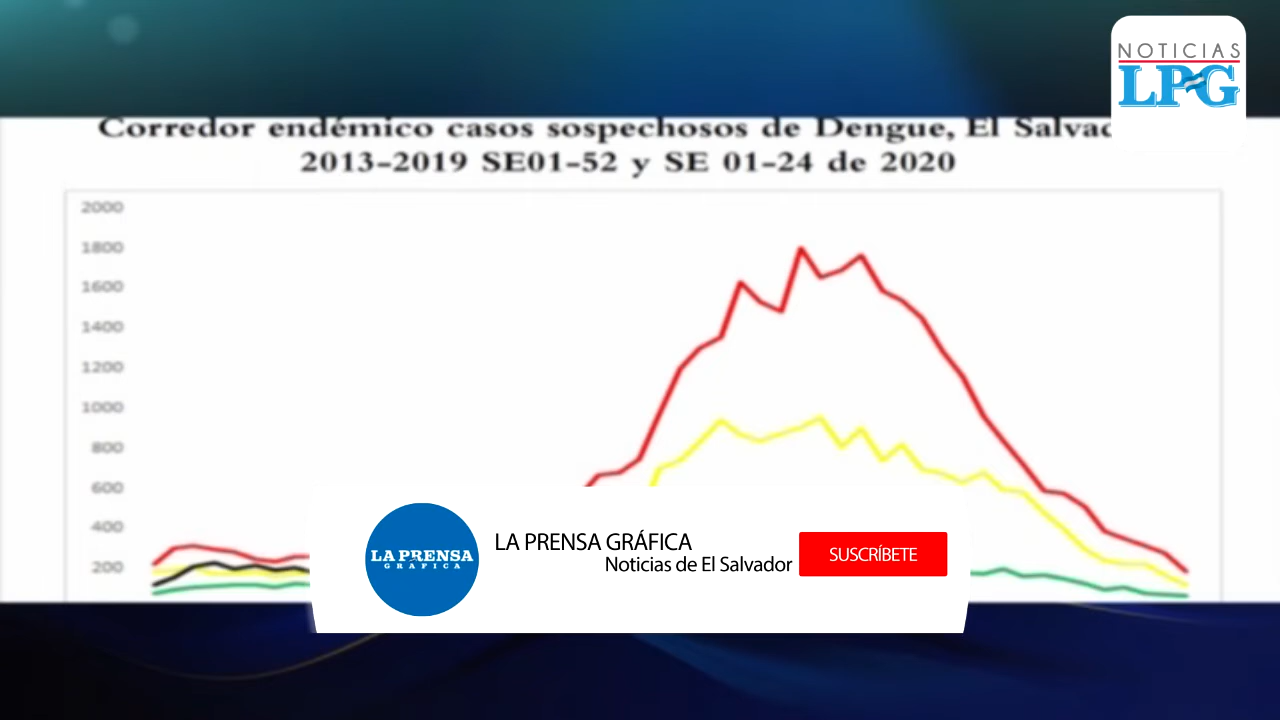 NOTICIAS
LPG
Corredor endémico casos sospechosos de Dengue, El
2013-2019 SE01-52 y SE 01-24 de 2020
2000
1800
1600
1400
1200
1000
800
600
400
200
LA PRENSA
GRÁFICA
LA PRENSA GRÁFICA
Noticias de El Salvador
SUSCRÍBETE